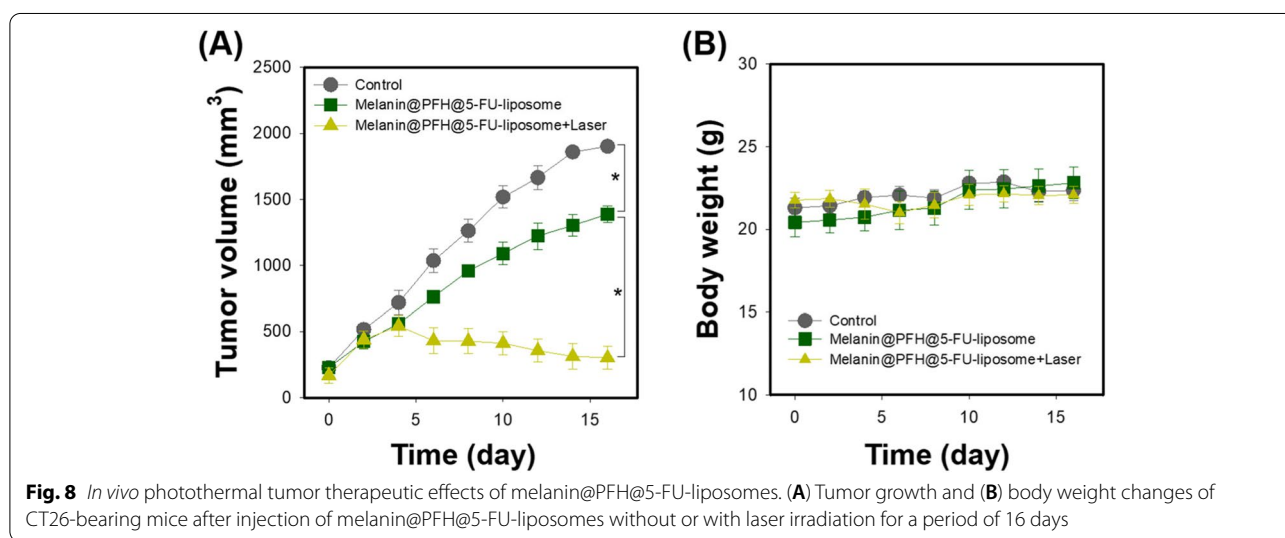 (A)
2500
2000
1500
1000
500
0
Tumor volume (mm³)
Control
Melanin@PFH@5-FU-liposome
Melanin@PFH@5-FU-liposome+Laser
*
*
0 5 10 15
Time (day)
(B)
30
25
20
15
10
Body weight (g)
Control
Melanin@PFH@5-FU-liposome
Melanin@PFH@5-FU-liposome+Laser
0 5 10 15
Time (day)
Fig. 8 In vivo photothermal tumor therapeutic effects of melanin@PFH@5-FU-liposomes. (A) Tumor growth and (B) body weight changes of
CT26-bearing mice after injection of melanin@PFH@5-FU-liposomes without or with laser irradiation for a period of 16 days